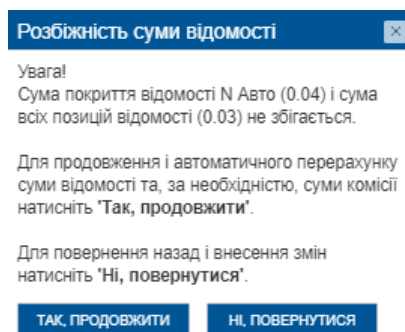 Розбіжність суми відомості
Увага!
Сума покриття відомості N Авто (0.04) і сума
всіх позицій відомості (0.03) не збігається.
Для продовження і автоматичного перерахунку
суми відомості та, за необхідністю, суми комісії
натисніть 'Так, продовжити'.
Для повернення назад і внесення змін
натисніть 'Ні, повернутися'.
ТАК, ПРОДОВЖИТИ
НІ, ПОВЕРНУТИСЯ